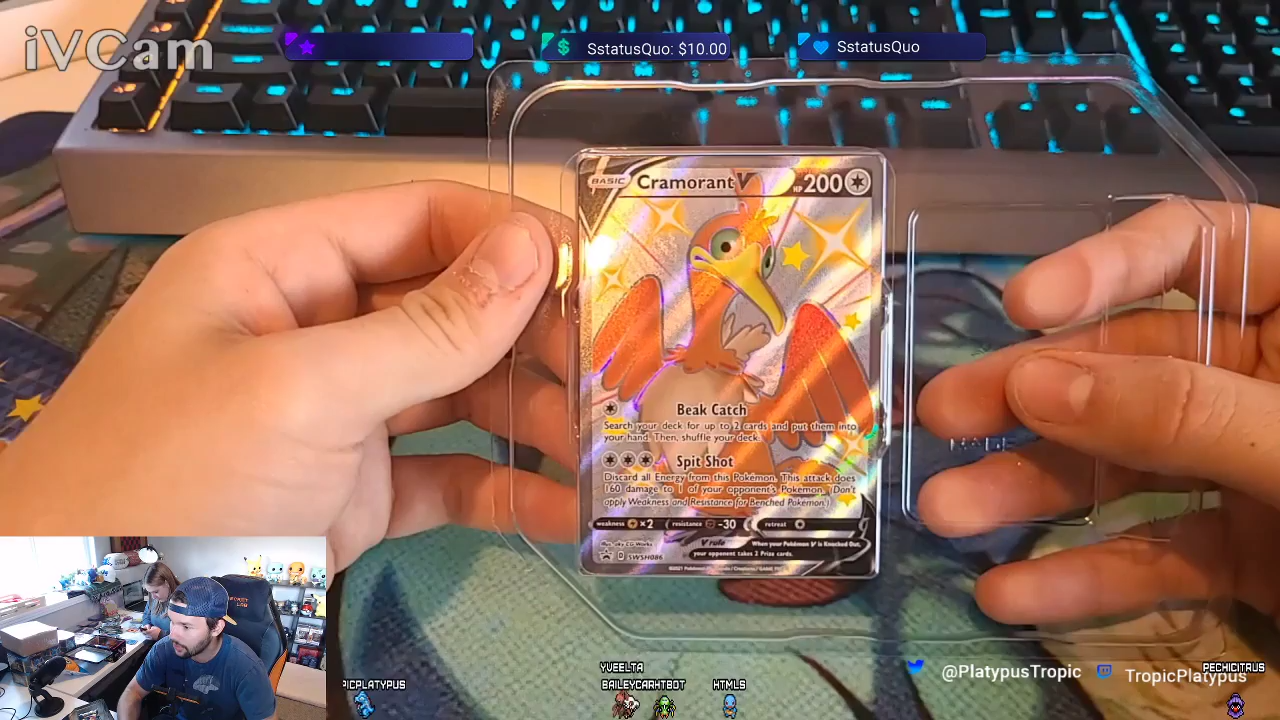 iVCam
SstatusQuo: $10.00
SstatusQuo
BASIC Cramorant V HP 200
Beak Catch
Search your deck for up to 2 cards and put them into
your hand. Then, shuffle your deck.
Spit Shot
Discard all Energy from this Pokémon. This attack does
160 damage to 1 of your opponent's Pokémon. (Don't
apply Weakness and Resistance for Benched Pokémon.)
weakness ×2 resistance -30 retreat
V rule When your Pokémon V is Knocked Out,
your opponent takes 2 Prize cards.
D SWSH086
YVEELTA
PICPLATYPUS BAILEYCARHTBOT HTMLS
@PlatypusTropic TropicPlatypus
PECHICITRUS